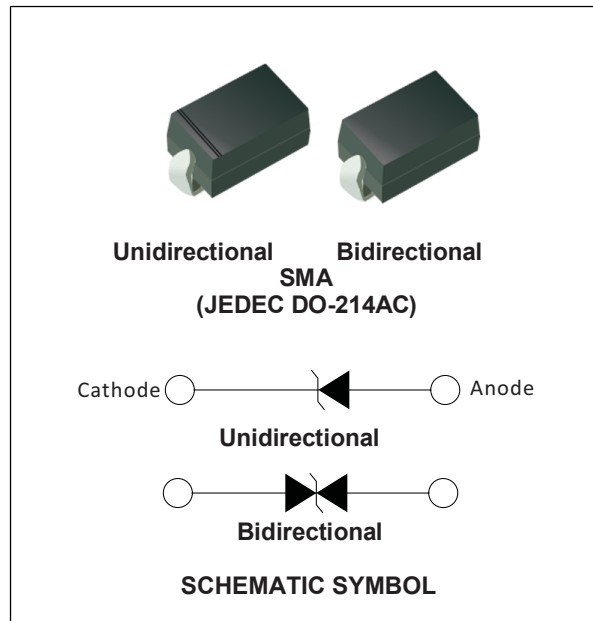 Unidirectional Bidirectional
SMA
(JEDEC DO-214AC)
Cathode Anode
Unidirectional
Bidirectional
SCHEMATIC SYMBOL